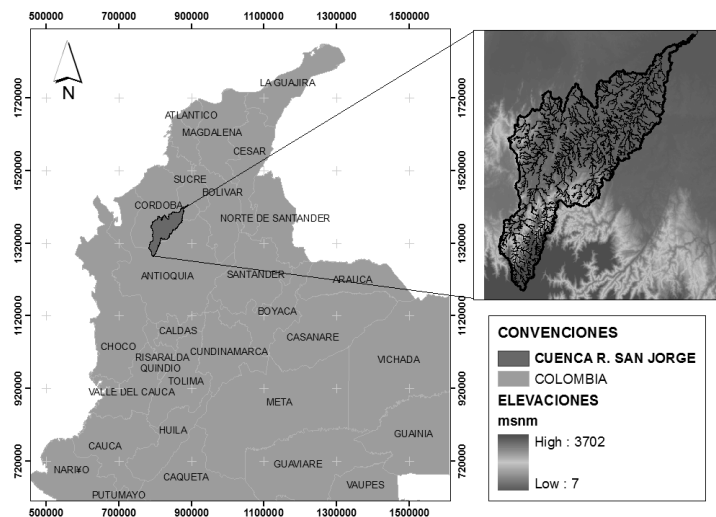 500000 700000 900000 1100000 1300000 1500000
1720000 1520000 1320000 1120000 920000 720000
N
LA GUAJIRA
ATLANTICO
MAGDALENA
CESAR
SUCRE
BOLIVAR
CORDOBA
NORTE DE SANTANDER
ANTIOQUIA
SANTANDER
ARAUCA
BOYACA
CALDAS
CASANARE
CHOCO
CUNDINAMARCA
RISARALDA
VICHADA
QUINDIO
TOLIMA
VALLE DEL CAUCA
META
HUILA
GUAINIA
CAUCA
NARI¥O
CAQUETA
GUAVIARE
VAUPES
PUTUMAYO
1720000 1520000 1320000 1120000 920000 720000
500000 700000 900000 1100000 1300000 1500000
CONVENCIONES
CUENCA R. SAN JORGE
COLOMBIA
ELEVACIONES
msnm
High : 3702
Low : 7